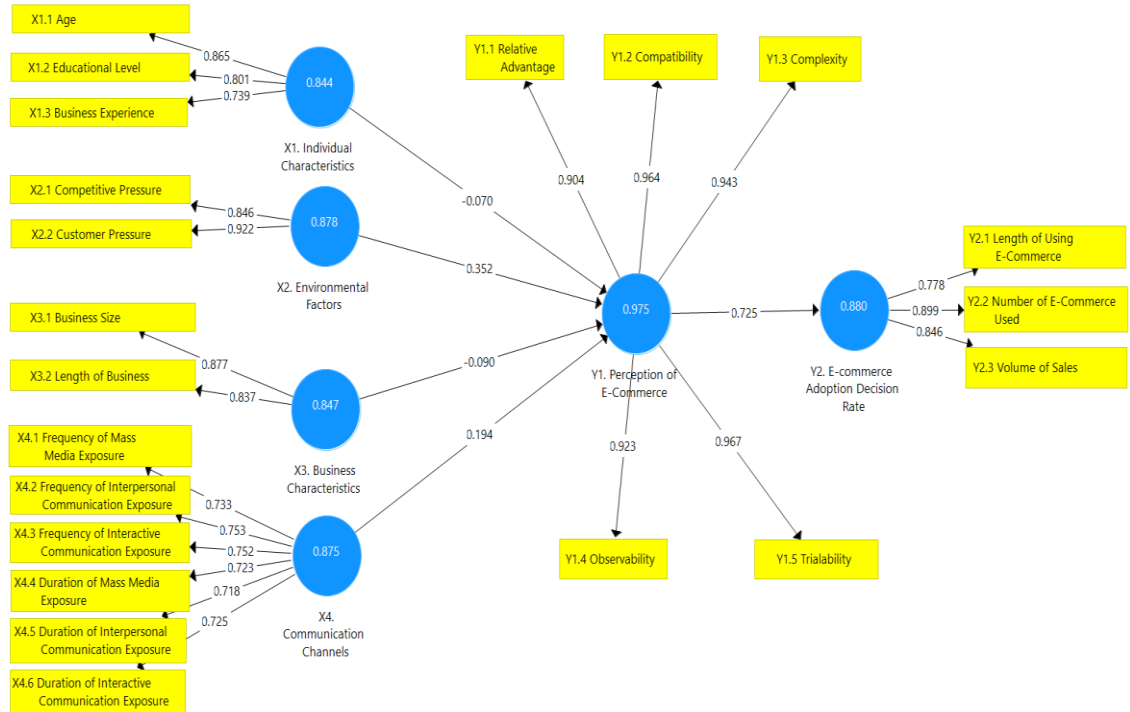 X1.1 Age
X1.2 Educational Level
X1.3 Business Experience
0.865
0.801
0.739
0.844
X1. Individual
Characteristics
X2.1 Competitive Pressure
X2.2 Customer Pressure
0.846
0.922
0.878
X2. Environmental
Factors
X3.1 Business Size
X3.2 Length of Business
0.877
0.837
0.847
X3. Business
Characteristics
X4.1 Frequency of Mass
Media Exposure
X4.2 Frequency of Interpersonal
Communication Exposure
X4.3 Frequency of Interactive
Communication Exposure
X4.4 Duration of Mass Media
Exposure
X4.5 Duration of Interpersonal
Communication Exposure
X4.6 Duration of Interactive
Communication Exposure
0.733
0.753
0.752
0.723
0.718
0.725
0.875
X4.
Communication
Channels
-0.070
0.352
-0.090
0.194
Y1.1 Relative
Advantage
Y1.2 Compatibility
Y1.3 Complexity
0.904
0.964
0.943
0.975
Y1. Perception of
E-Commerce
0.923
0.967
Y1.4 Observability
Y1.5 Trialability
0.725
0.880
Y2. E-commerce
Adoption Decision
Rate
0.778
0.899
0.846
Y2.1 Length of Using
E-Commerce
Y2.2 Number of E-Commerce
Used
Y2.3 Volume of Sales